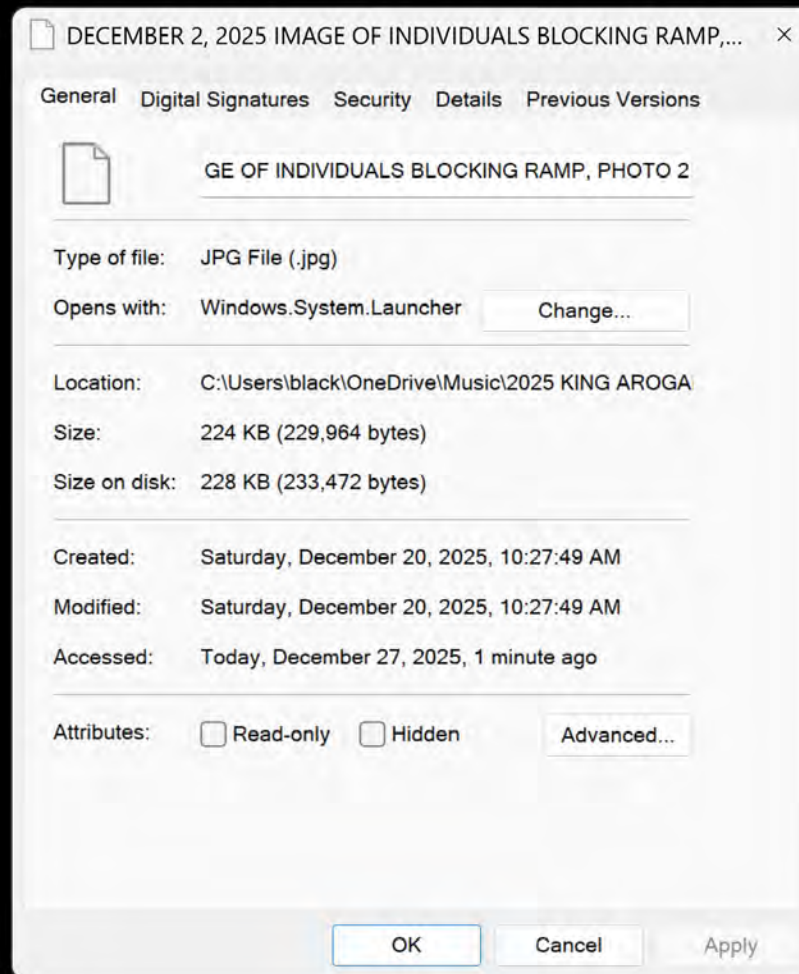 DECEMBER 2, 2025 IMAGE OF INDIVIDUALS BLOCKING RAMP,...
General Digital Signatures Security Details Previous Versions
GE OF INDIVIDUALS BLOCKING RAMP, PHOTO 2
Type of file: JPG File (.jpg)
Opens with: Windows.System.Launcher Change...
Location: C:\Users\black\OneDrive\Music\2025 KING AROGA
Size: 224 KB (229,964 bytes)
Size on disk: 228 KB (233,472 bytes)
Created: Saturday, December 20, 2025, 10:27:49 AM
Modified: Saturday, December 20, 2025, 10:27:49 AM
Accessed: Today, December 27, 2025, 1 minute ago
Attributes: Read-only Hidden Advanced...
OK Cancel Apply